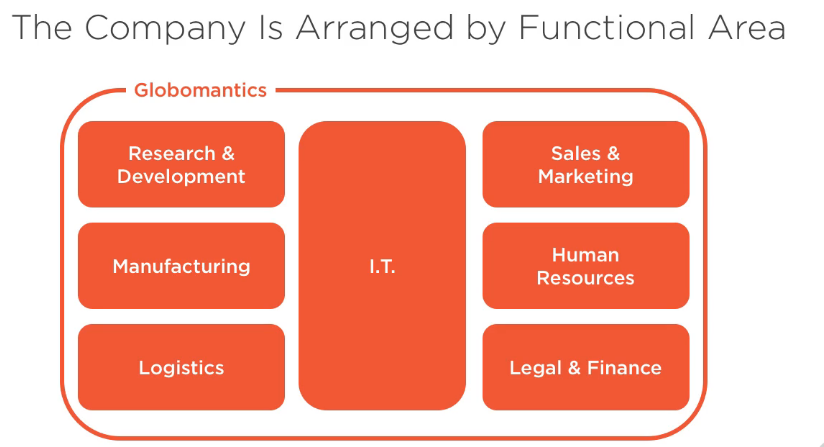 The Company Is Arranged by Functional Area
Globomantics
Research &
Development
Manufacturing
Logistics
I.T.
Sales &
Marketing
Human
Resources
Legal & Finance